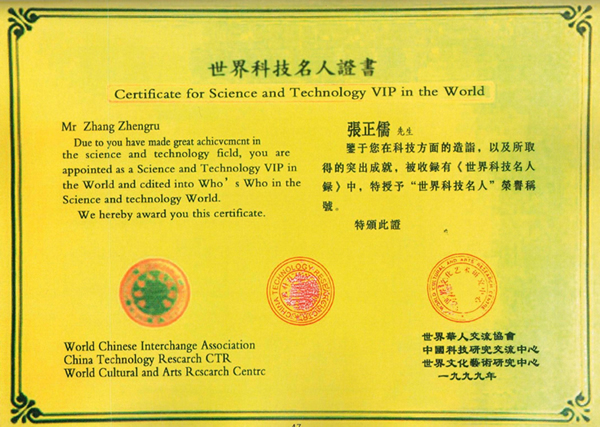 世界科技名人證書
Certificate for Science and Technology VIP in the World
Mr Zhang Zhengru
Due to you have made great achicvcmcnt in
the science and technology ficld, you are
appointed as a Science and Technology VIP in
the World and cditcd into Who's Who in the
Science and technology World.
We hereby award you this certificate.
張正儒 先生
鑒于您在科技方面的造詣，以及所取
得的突出成就，被收錄有《世界科技名人
錄》中，特授予“世界科技名人”榮譽稱
號。
特頒此證
World Chinese Interchange Association
China Technology Rescarch CTR
World Cultural and Arts Rcscarch Centrc
世界華人交流協會
中國科技研究交流中心
世界文化藝術研究中心
一九九九年